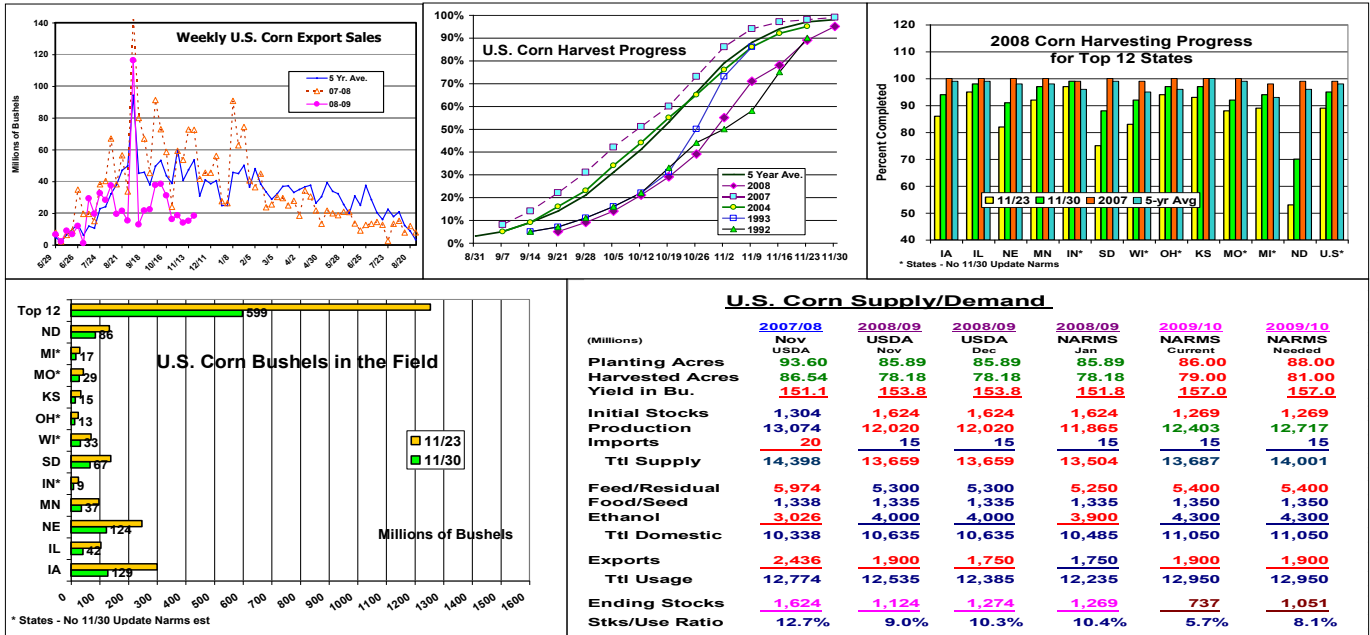 Weekly U.S. Corn Export Sales
Millions of Bushels
140
120
100
80
60
40
20
0
5/29 6/26 7/24 8/21 9/18 10/16 11/13 12/11 1/8 2/5 3/5 4/2 4/30 5/28 6/25 7/23 8/20
5 Yr. Ave.
07-08
08-09
U.S. Corn Harvest Progress
100%
90%
80%
70%
60%
50%
40%
30%
20%
10%
0%
8/31 9/7 9/14 9/21 9/28 10/5 10/12 10/19 10/26 11/2 11/9 11/16 11/23 11/30
5 Year Ave.
2008
2007
2004
1993
1992
2008 Corn Harvesting Progress
for Top 12 States
Percent Completed
120
110
100
90
80
70
60
50
40
11/23 11/30 2007 5-yr Avg
IA IL NE MN IN* SD WI* OH* KS MO* MI* ND U.S*
* States - No 11/30 Update Narms
U.S. Corn Bushels in the Field
Top 12 599
ND 86
MI* 17
MO* 29
KS 15
OH* 13
WI* 33
SD 67
IN* 9
MN 37
NE 124
IL 42
IA 129
11/23
11/30
Millions of Bushels
0 100 200 300 400 500 600 700 800 900 1000 1100 1200 1300 1400 1500 1600
* States - No 11/30 Update Narms est
U.S. Corn Supply/Demand
2007/08 2008/09 2008/09 2008/09 2009/10 2009/10
(Millions) Nov USDA USDA NARMS NARMS NARMS
USDA Nov Dec Jan Current Needed
Planting Acres 93.60 85.89 85.89 85.89 86.00 88.00
Harvested Acres 86.54 78.18 78.18 78.18 79.00 81.00
Yield in Bu. 151.1 153.8 153.8 151.8 157.0 157.0
Initial Stocks 1,304 1,624 1,624 1,624 1,269 1,269
Production 13,074 12,020 12,020 11,865 12,403 12,717
Imports 20 15 15 15 15 15
Ttl Supply 14,398 13,659 13,659 13,504 13,687 14,001
Feed/Residual 5,974 5,300 5,300 5,250 5,400 5,400
Food/Seed 1,338 1,335 1,335 1,335 1,350 1,350
Ethanol 3,026 4,000 4,000 3,900 4,300 4,300
Ttl Domestic 10,338 10,635 10,635 10,485 11,050 11,050
Exports 2,436 1,900 1,750 1,750 1,900 1,900
Ttl Usage 12,774 12,535 12,385 12,235 12,950 12,950
Ending Stocks 1,624 1,124 1,274 1,269 737 1,051
Stks/Use Ratio 12.7% 9.0% 10.3% 10.4% 5.7% 8.1%